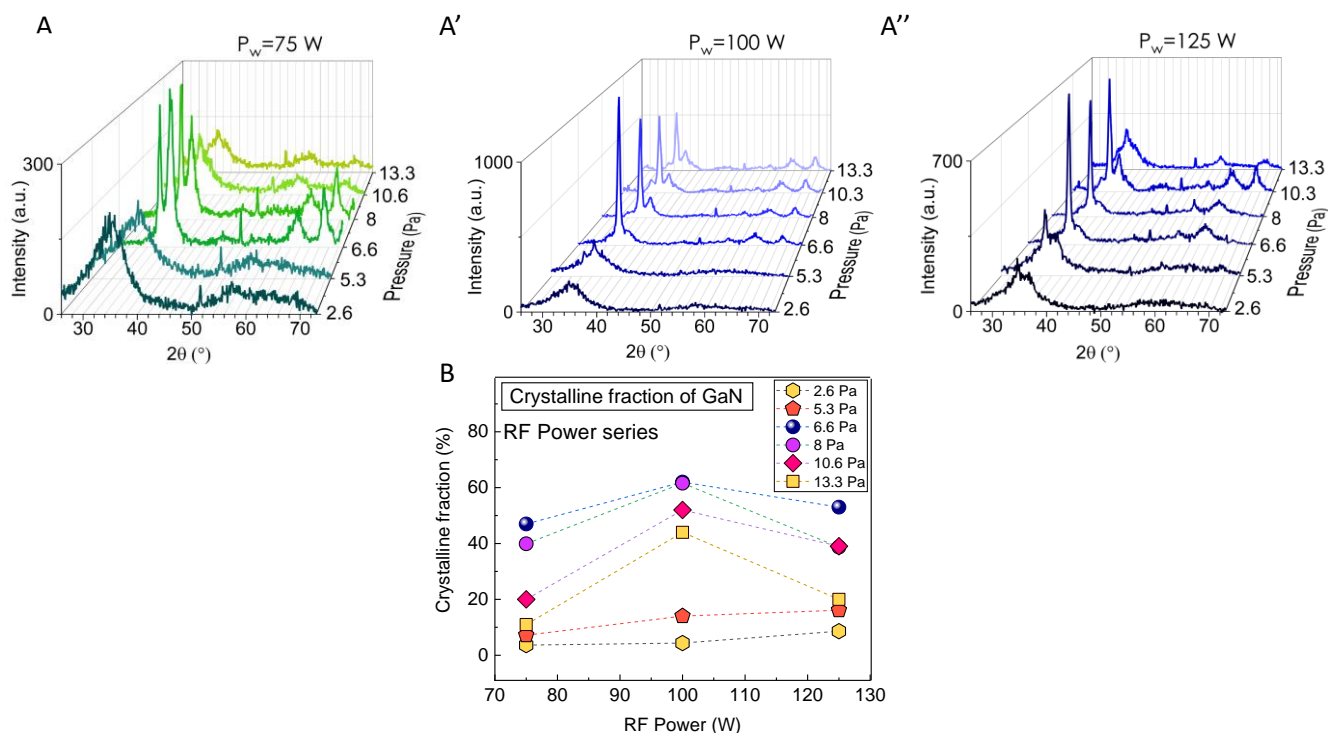 A
P_w=75 W
300
0
Intensity (a.u.)
30 40 50 60 70
2θ (°)
13.3
10.6
8
6.6
5.3
2.6
Pressure (Pa)
A'
P_w=100 W
1000
500
0
Intensity (a.u.)
30 40 50 60 70
2θ (°)
13.3
10.3
8
6.6
5.3
2.6
Pressure (Pa)
A''
P_w=125 W
700
0
Intensity (a.u.)
30 40 50 60 70
2θ (°)
13.3
10.3
8
6.6
5.3
2.6
Pressure (Pa)
B
Crystalline fraction of GaN
RF Power series
2.6 Pa
5.3 Pa
6.6 Pa
8 Pa
10.6 Pa
13.3 Pa
80
60
40
20
0
Crystalline fraction (%)
70 80 90 100 110 120 130
RF Power (W)